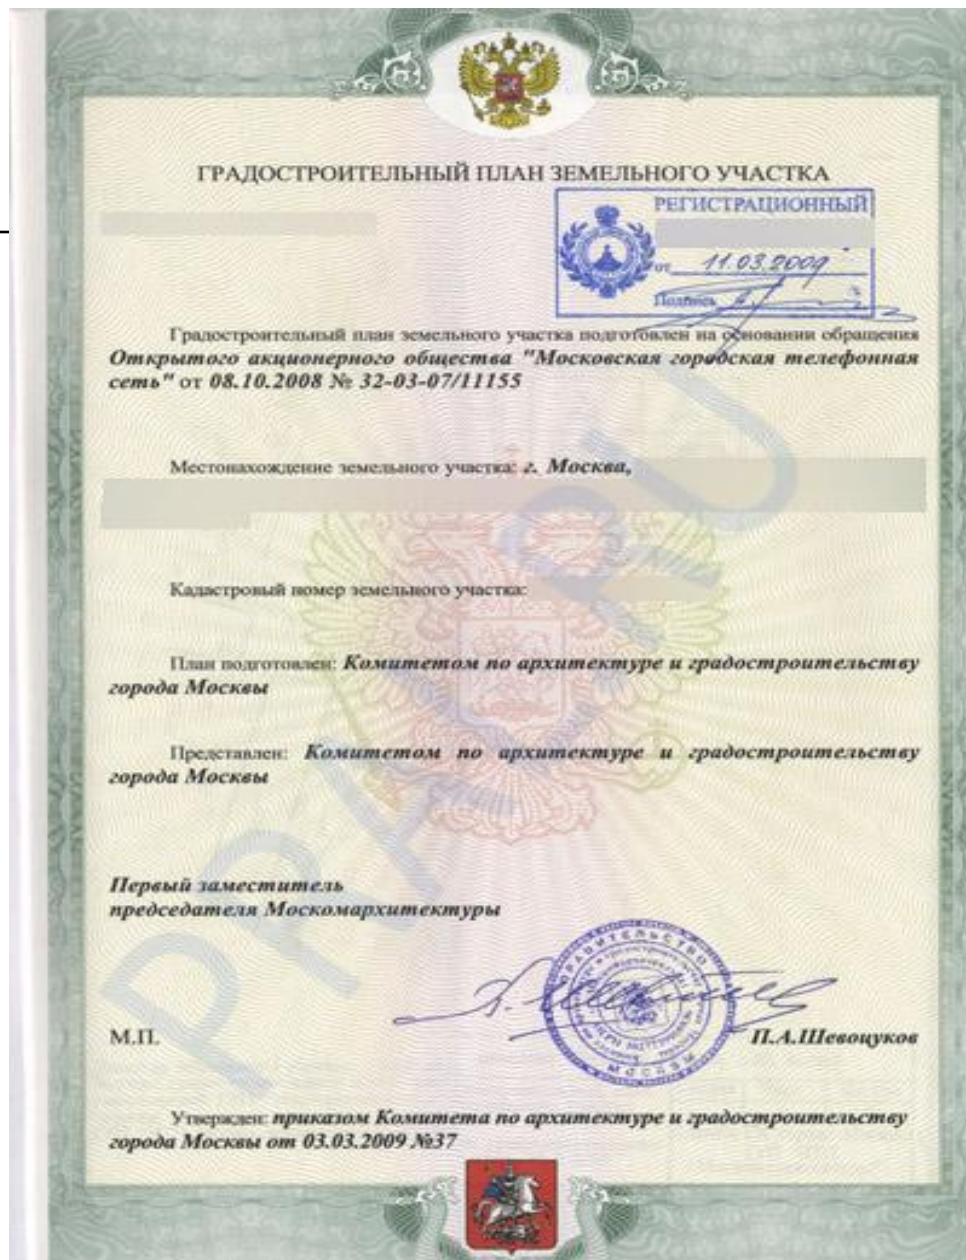 ГРАДОСТРОИТЕЛЬНЫЙ ПЛАН ЗЕМЕЛЬНОГО УЧАСТКА
РЕГИСТРАЦИОННЫЙ
от 11.03.2009
Подпись
Градостроительный план земельного участка подготовлен на основании обращения
Открытого акционерного общества "Московская городская телефонная
сеть" от 08.10.2008 № 32-03-07/11155
Местонахождение земельного участка: г. Москва,
Кадастровый номер земельного участка:
План подготовлен: Комитетом по архитектуре и градостроительству
города Москвы
Представлен: Комитетом по архитектуре и градостроительству
города Москвы
Первый заместитель
председателя Москомархитектуры
ПРАВИТЕЛЬСТВО
МОСКВЫ
М.П.
П.А.Шевоцуков
Утвержден: приказом Комитета по архитектуре и градостроительству
города Москвы от 03.03.2009 №37